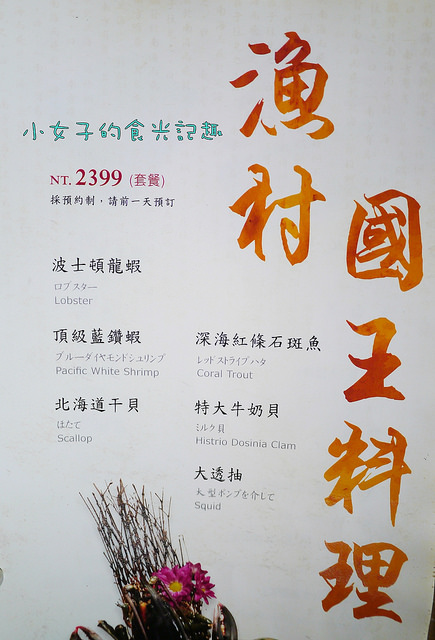 漁村
國王料理
小女子的食光記趣
NT. 2399 (套餐)
採預約制，請前一天預訂
波士頓龍蝦
ロブスター
Lobster
頂級藍鑽蝦
ブルーダイヤモンドシュリンプ
Pacific White Shrimp
北海道干貝
ほたて
Scallop
深海紅條石斑魚
レッドストライプハタ
Coral Trout
特大牛奶貝
ミルク貝
Histrio Dosinia Clam
大透抽
大型ポンプを介して
Squid